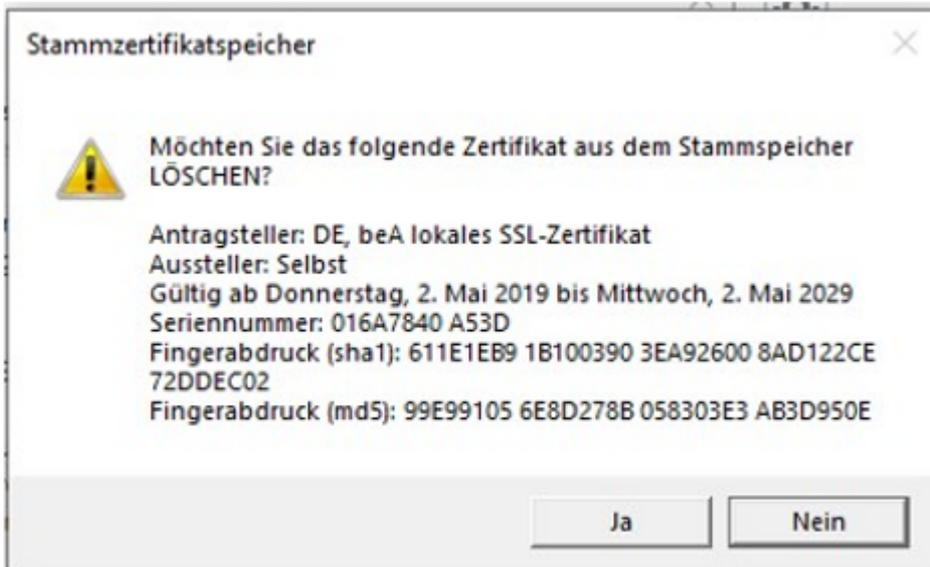 Stammzertifikatspeicher
Möchten Sie das folgende Zertifikat aus dem Stammspeicher
LÖSCHEN?
Antragsteller: DE, beA lokales SSL-Zertifikat
Aussteller: Selbst
Gültig ab Donnerstag, 2. Mai 2019 bis Mittwoch, 2. Mai 2029
Seriennummer: 016A7840 A53D
Fingerabdruck (sha1): 611E1EB9 1B100390 3EA92600 8AD122CE
72DDEC02
Fingerabdruck (md5): 99E99105 6E8D278B 058303E3 AB3D950E
Ja
Nein